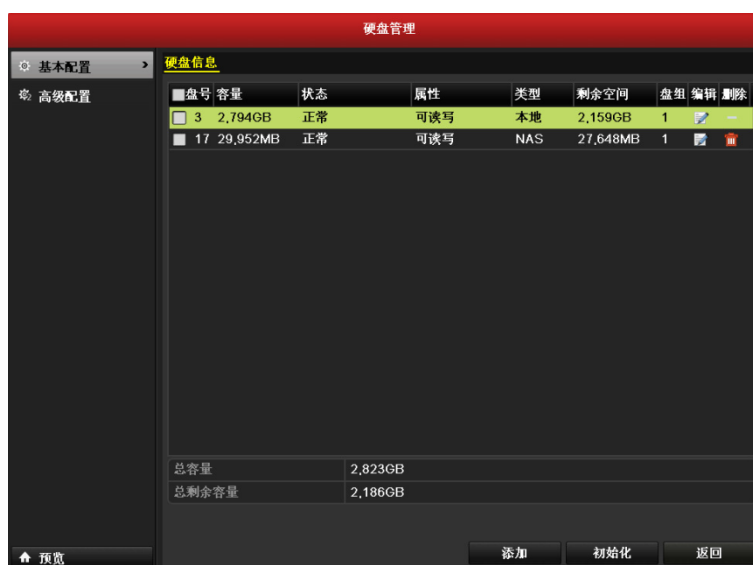 硬盘管理
基本配置 >
高级配置
硬盘信息
盘号 容量 状态 属性 类型 剩余空间 盘组 编辑 删除
3 2,794GB 正常 可读写 本地 2,159GB 1 —
17 29,952MB 正常 可读写 NAS 27,648MB 1
总容量 2,823GB
总剩余容量 2,186GB
添加 初始化 返回
预览